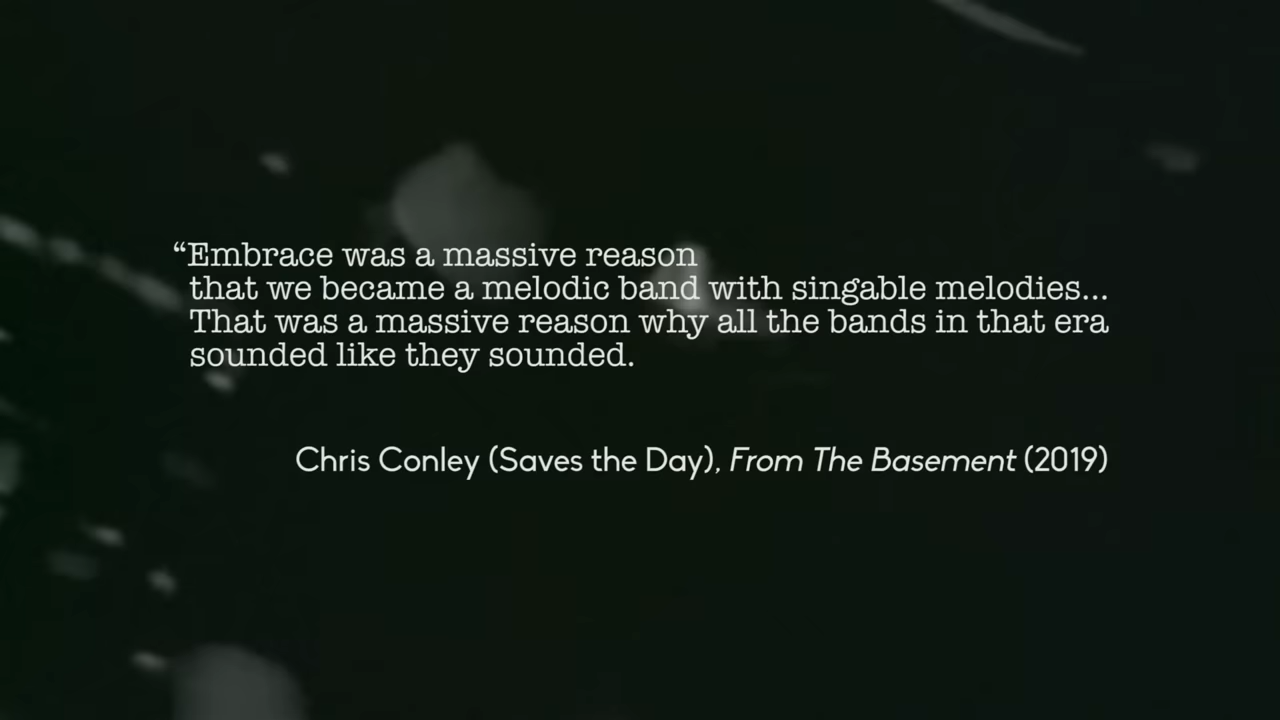 “Embrace was a massive reason
that we became a melodic band with singable melodies...
That was a massive reason why all the bands in that era
sounded like they sounded.
Chris Conley (Saves the Day), From The Basement (2019)